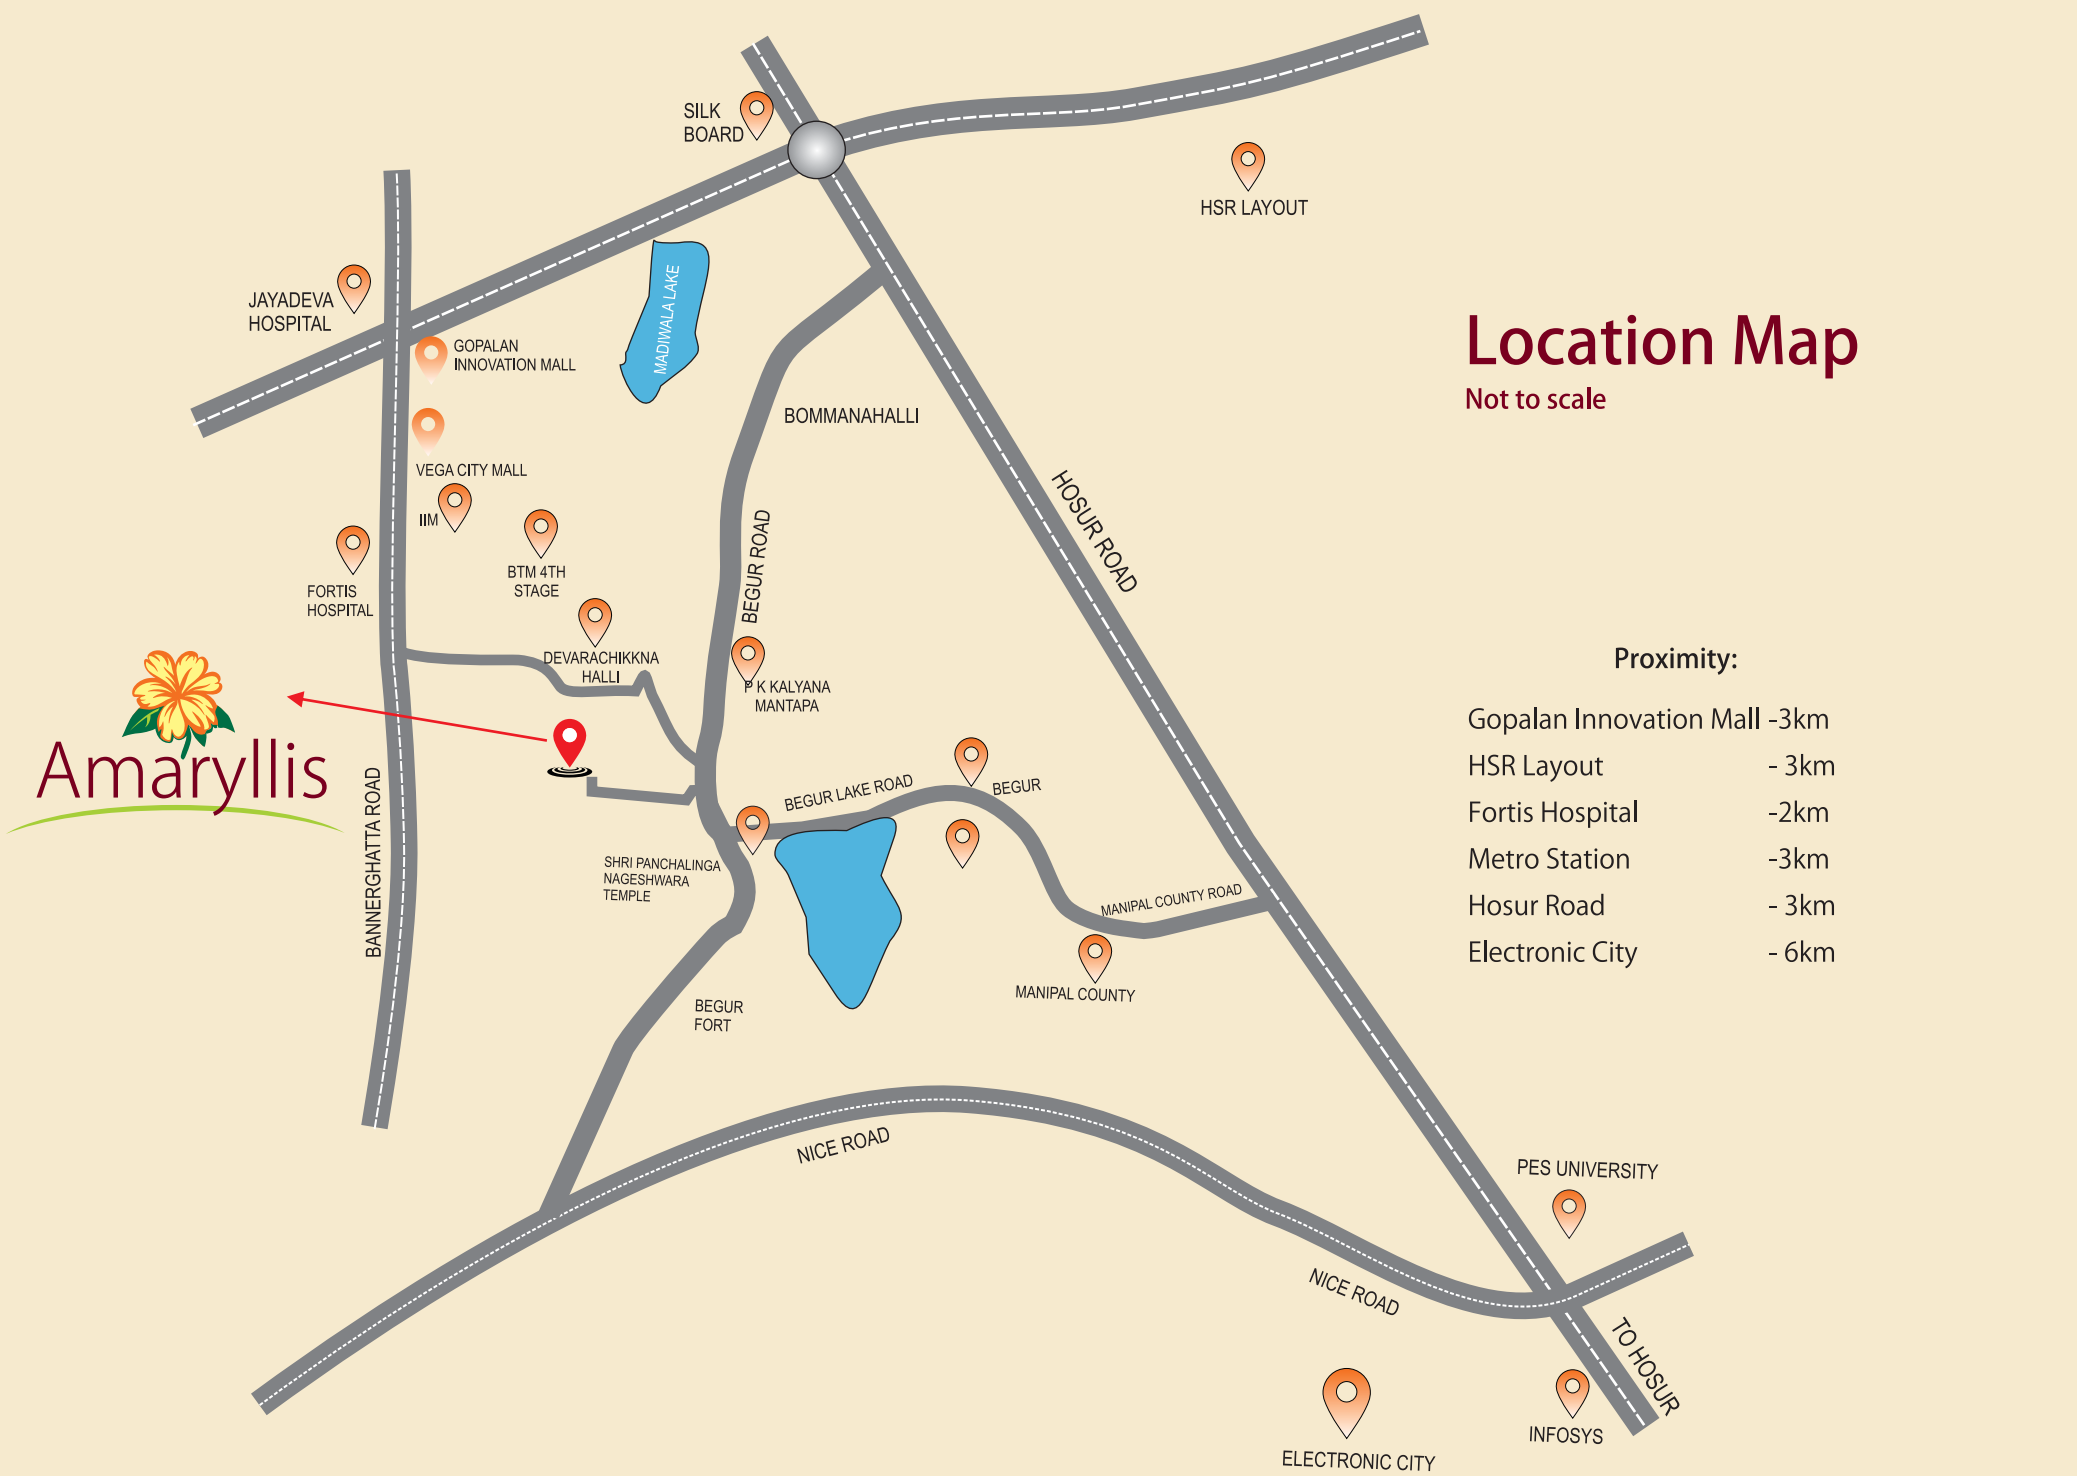 SILK
BOARD
HSR LAYOUT
JAYADEVA
HOSPITAL
MADIWALA LAKE
GOPALAN
INNOVATION MALL
Location Map
Not to scale
BOMMANAHALLI
VEGA CITY MALL
IIM
HOSUR ROAD
BEGUR ROAD
BTM 4TH
STAGE
FORTIS
HOSPITAL
DEVARACHIKKNA
HALLI
P K KALYANA
MANTAPA
Amaryllis
BANNERGHATTA ROAD
BEGUR LAKE ROAD
BEGUR
SHRI PANCHALINGA
NAGESHWARA
TEMPLE
MANIPAL COUNTY ROAD
MANIPAL COUNTY
BEGUR
FORT
Proximity:
Gopalan Innovation Mall -3km
HSR Layout - 3km
Fortis Hospital -2km
Metro Station -3km
Hosur Road - 3km
Electronic City - 6km
NICE ROAD
PES UNIVERSITY
NICE ROAD
TO HOSUR
INFOSYS
ELECTRONIC CITY